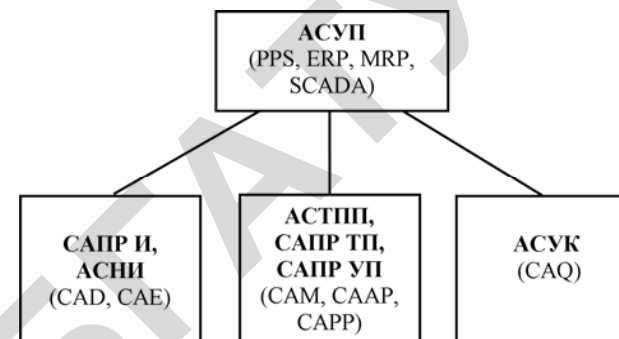 АСУП
(PPS, ERP, MRP,
SCADA)
САПР И,
АСНИ
(CAD, CAE)
АСТПП,
САПР ТП,
САПР УП
(CAM, CAAP,
CAPP)
АСУК
(CAQ)